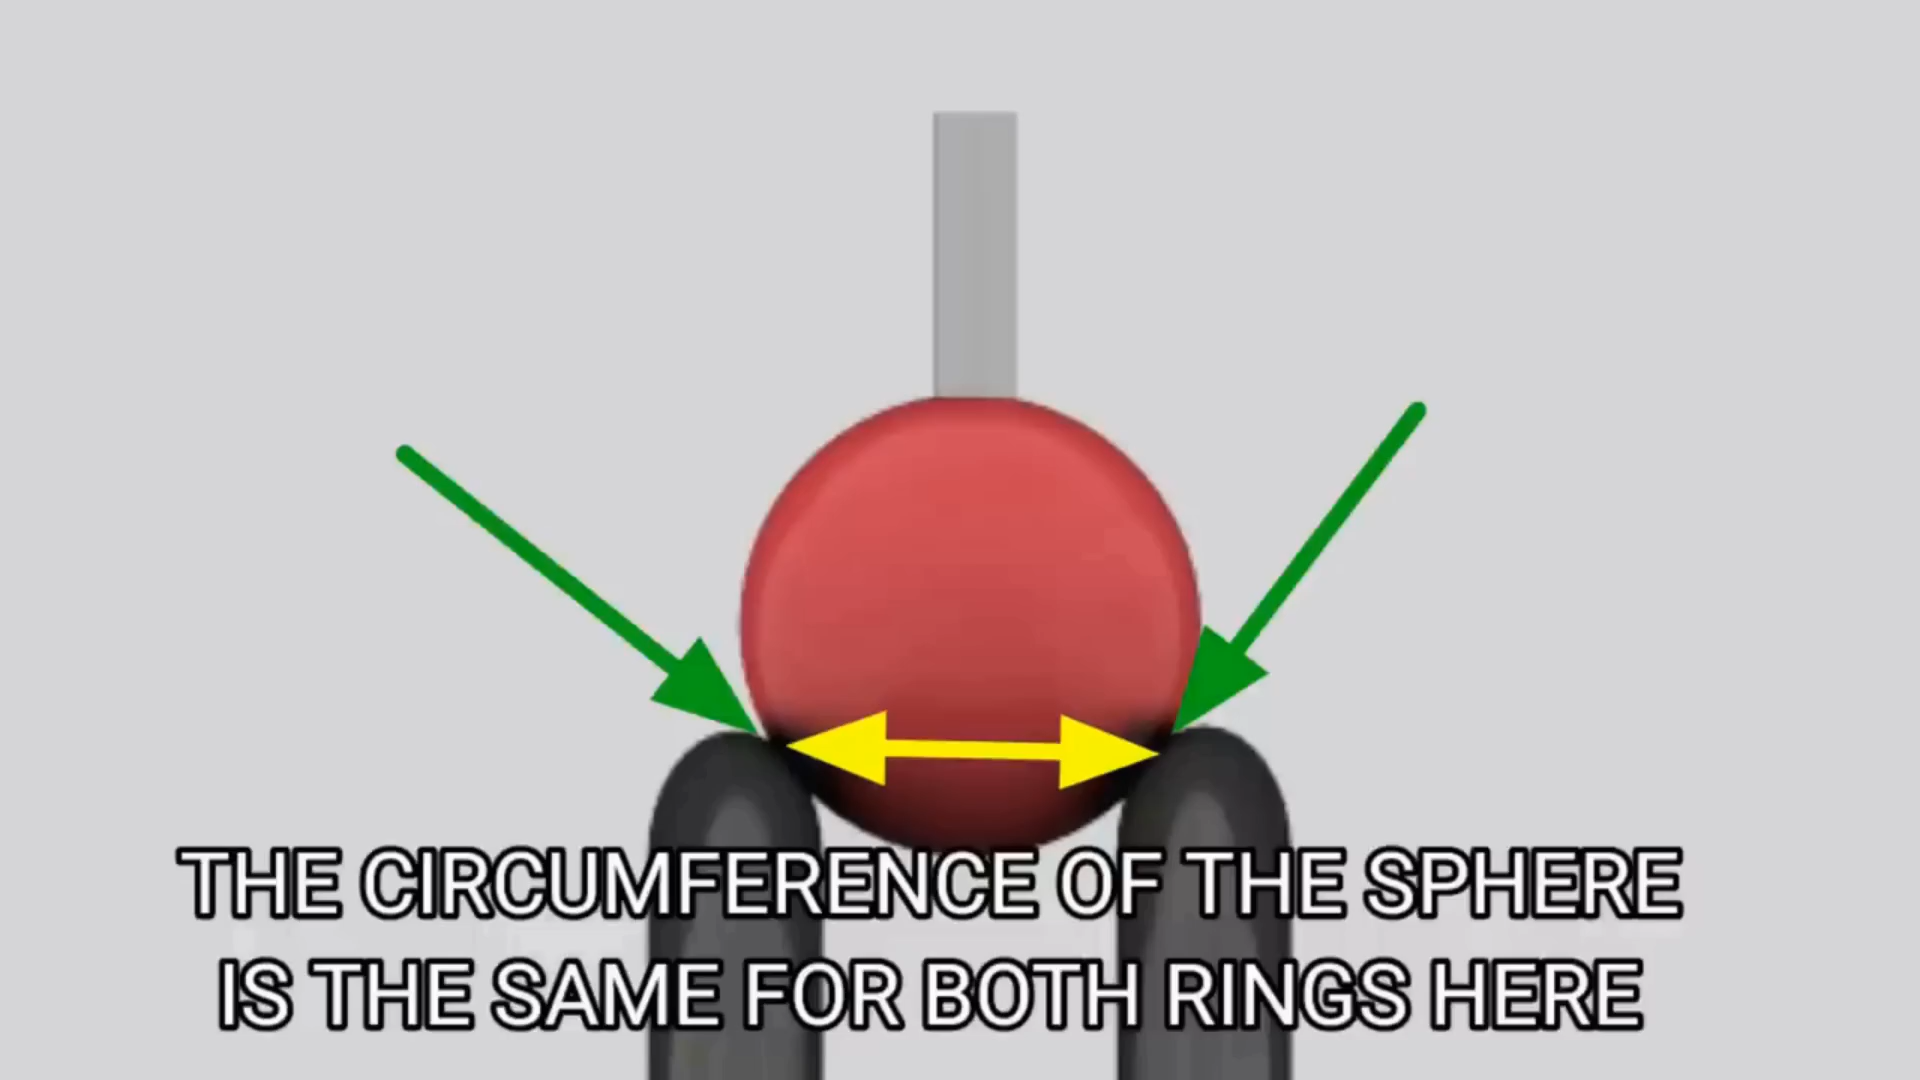 THE CIRCUMFERENCE OF THE SPHERE
IS THE SAME FOR BOTH RINGS HERE